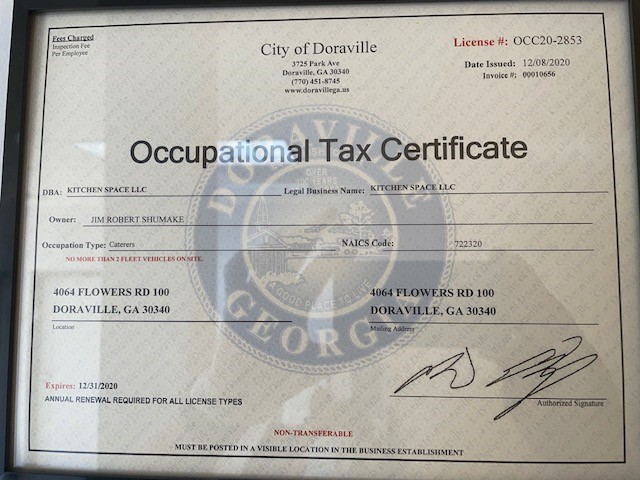 Fees Charged
Inspection Fee
Per Employee
City of Doraville
3725 Park Ave
Doraville, GA 30340
(770) 451-8745
www.doravillega.us
License #: OCC20-2853
Date Issued: 12/08/2020
Invoice #: 00010656
Occupational Tax Certificate
DBA: KITCHEN SPACE LLC
Legal Business Name: KITCHEN SPACE LLC
Owner: JIM ROBERT SHUMAKE
Occupation Type: Caterers
NAICS Code: 722320
NO MORE THAN 2 FLEET VEHICLES ON SITE.
4064 FLOWERS RD 100
DORAVILLE, GA 30340
Location
4064 FLOWERS RD 100
DORAVILLE, GA 30340
Mailing Address
DORAVILLE
OVER
100 YEARS
A GOOD PLACE TO LIVE
GEORGIA
Expires: 12/31/2020
ANNUAL RENEWAL REQUIRED FOR ALL LICENSE TYPES
Authorized Signature
NON-TRANSFERABLE
MUST BE POSTED IN A VISIBLE LOCATION IN THE BUSINESS ESTABLISHMENT